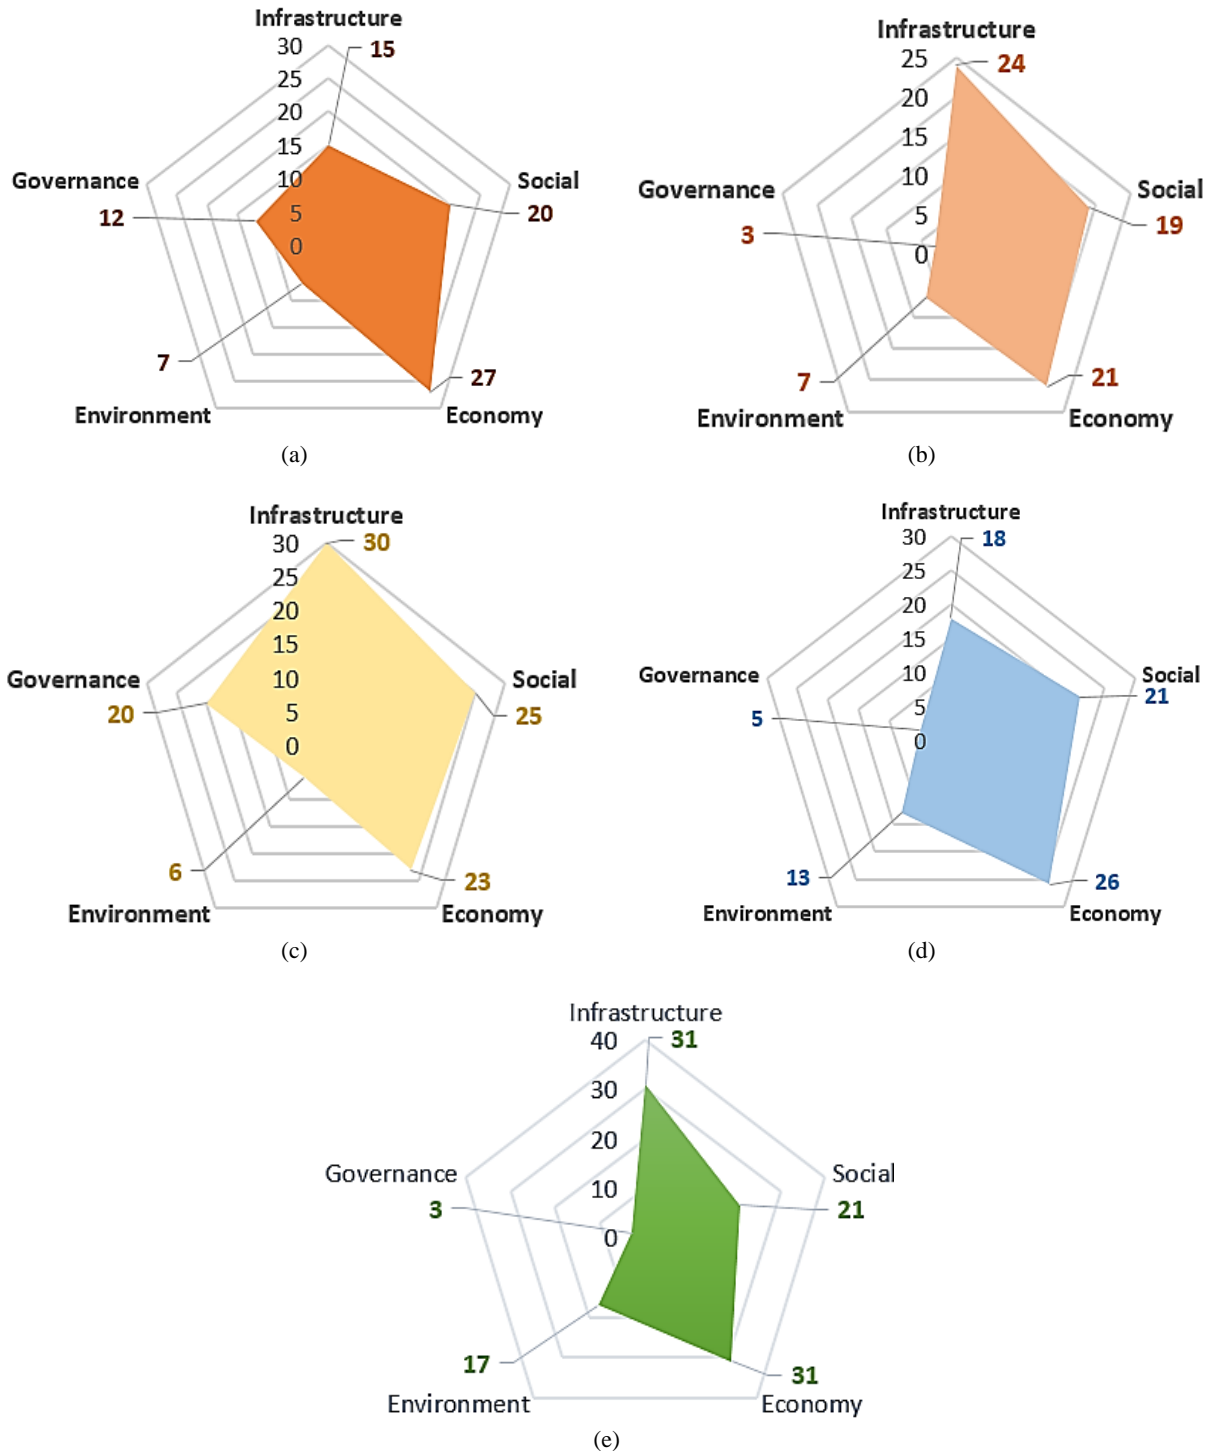 Infrastructure
30
15
25
20
15
10
5
0
Governance
12
Social
20
7
27
Environment
Economy
(a)
Infrastructure
25
24
20
15
10
5
0
Governance
3
Social
19
7
21
Environment
Economy
(b)
Infrastructure
30
30
25
20
15
10
5
0
Governance
20
Social
25
6
23
Environment
Economy
(c)
Infrastructure
30
18
25
20
15
10
5
0
Governance
5
Social
21
13
26
Environment
Economy
(d)
Infrastructure
40
31
30
20
10
0
Governance
3
Social
21
17
31
Environment
Economy
(e)